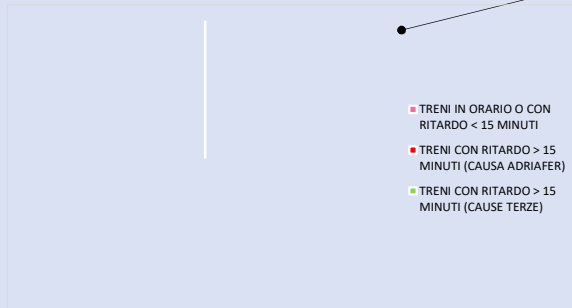 TRENI IN ORARIO O CON
RITARDO < 15 MINUTI
TRENI CON RITARDO > 15
MINUTI (CAUSA ADRIAFER)
TRENI CON RITARDO > 15
MINUTI (CAUSE TERZE)